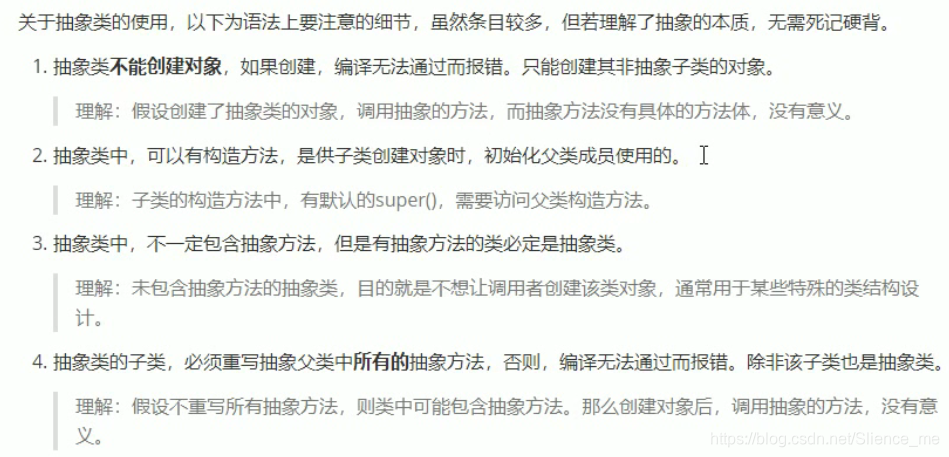 关于抽象类的使用，以下为语法上要注意的细节，虽然条目较多，但若理解了抽象的本质，无需死记硬背。
1. 抽象类不能创建对象，如果创建，编译无法通过而报错。只能创建其非抽象子类的对象。
理解：假设创建了抽象类的对象，调用抽象的方法，而抽象方法没有具体的方法体，没有意义。
2. 抽象类中，可以有构造方法，是供子类创建对象时，初始化父类成员使用的。
理解：子类的构造方法中，有默认的super()，需要访问父类构造方法。
3. 抽象类中，不一定包含抽象方法，但是有抽象方法的类必定是抽象类。
理解：未包含抽象方法的抽象类，目的就是不想让调用者创建该类对象，通常用于某些特殊的类结构设
计。
4. 抽象类的子类，必须重写抽象父类中所有的抽象方法，否则，编译无法通过而报错。除非该子类也是抽象类。
理解：假设不重写所有抽象方法，则类中可能包含抽象方法。那么创建对象后，调用抽象的方法，没有意
义。
https://blog.csdn.net/Slience_me